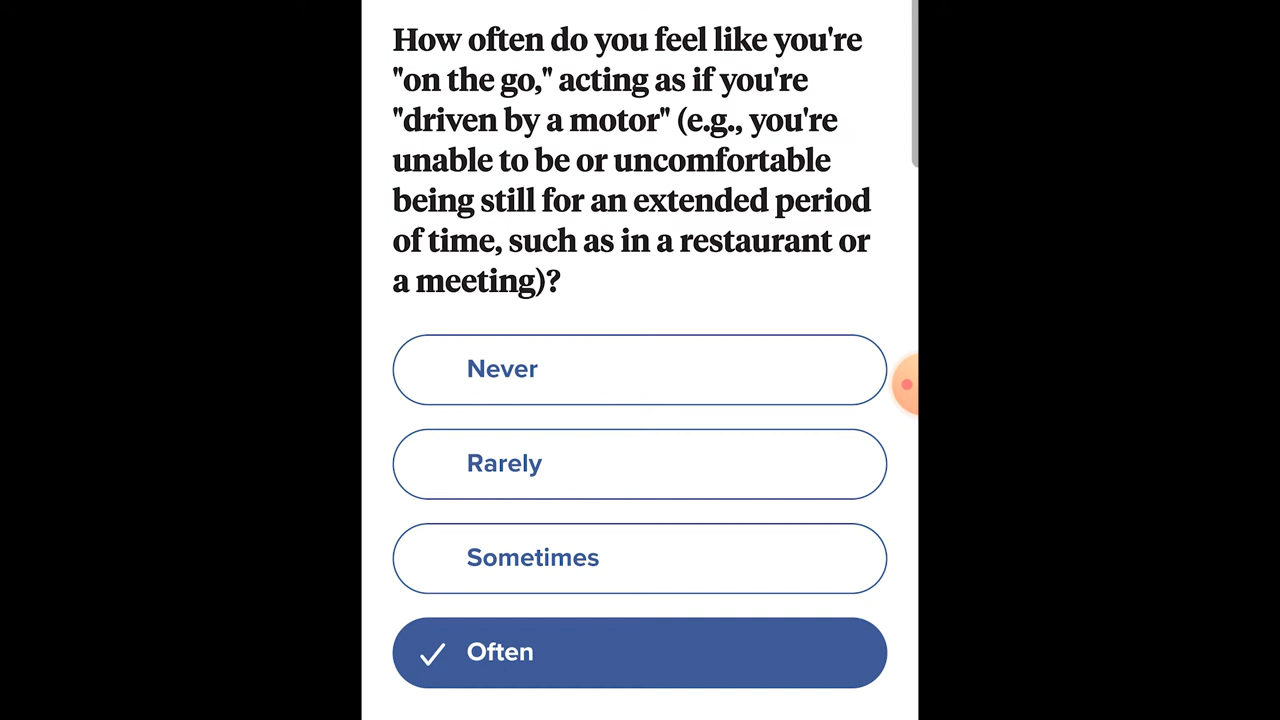 How often do you feel like you're
"on the go," acting as if you're
"driven by a motor" (e.g., you're
unable to be or uncomfortable
being still for an extended period
of time, such as in a restaurant or
a meeting)?
Never
Rarely
Sometimes
Often